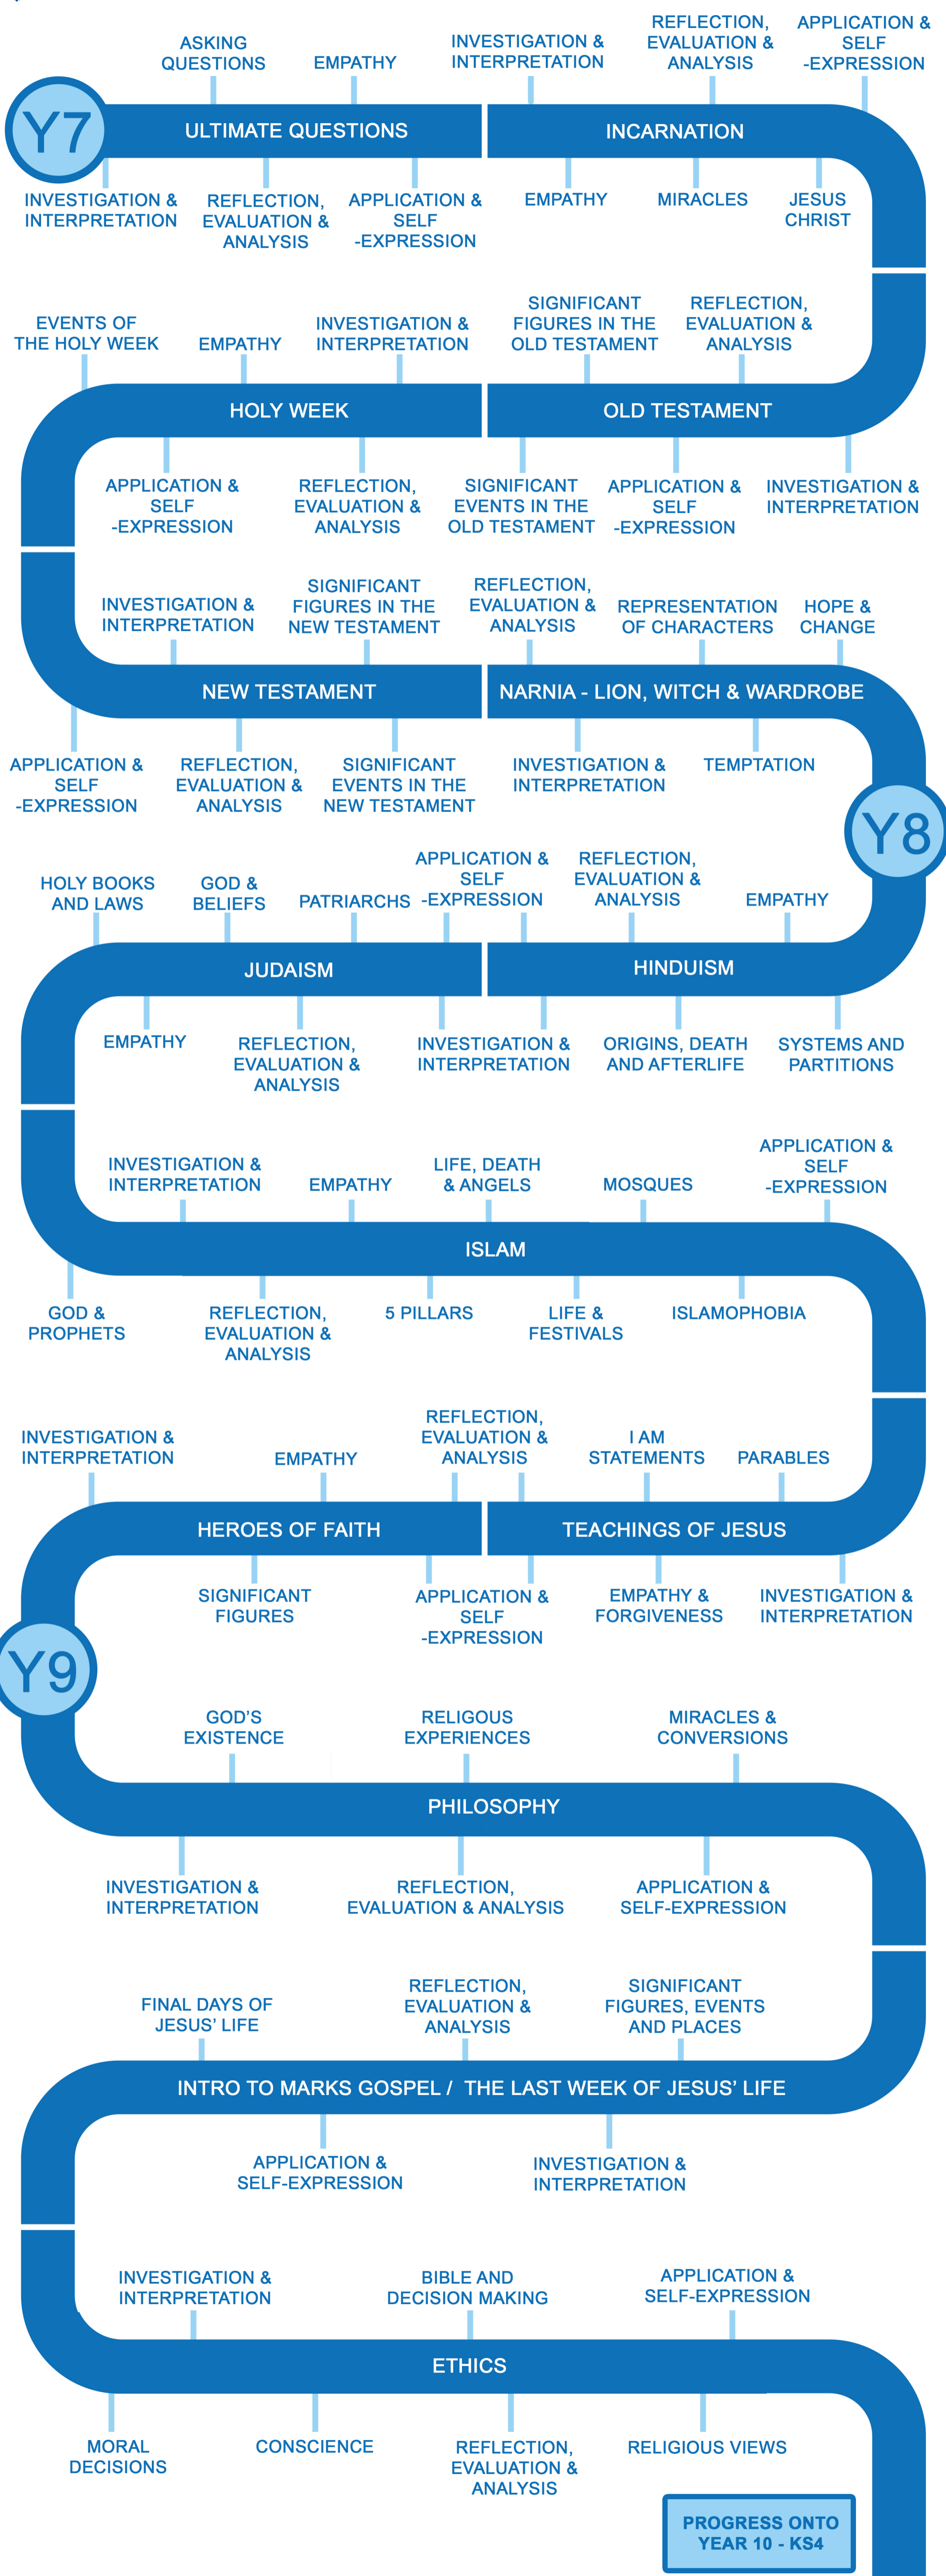 ASKING
QUESTIONS
EMPATHY
INVESTIGATION &
INTERPRETATION
REFLECTION,
EVALUATION &
ANALYSIS
APPLICATION &
SELF
-EXPRESSION
Y7
ULTIMATE QUESTIONS
INCARNATION
INVESTIGATION &
INTERPRETATION
REFLECTION,
EVALUATION &
ANALYSIS
APPLICATION &
SELF
-EXPRESSION
EMPATHY
MIRACLES
JESUS
CHRIST
EVENTS OF
THE HOLY WEEK
EMPATHY
INVESTIGATION &
INTERPRETATION
SIGNIFICANT
FIGURES IN THE
OLD TESTAMENT
REFLECTION,
EVALUATION &
ANALYSIS
HOLY WEEK
OLD TESTAMENT
APPLICATION &
SELF
-EXPRESSION
REFLECTION,
EVALUATION &
ANALYSIS
SIGNIFICANT
EVENTS IN THE
OLD TESTAMENT
APPLICATION &
SELF
-EXPRESSION
INVESTIGATION &
INTERPRETATION
INVESTIGATION &
INTERPRETATION
SIGNIFICANT
FIGURES IN THE
NEW TESTAMENT
REFLECTION,
EVALUATION &
ANALYSIS
REPRESENTATION
OF CHARACTERS
HOPE &
CHANGE
NEW TESTAMENT
NARNIA - LION, WITCH & WARDROBE
APPLICATION &
SELF
-EXPRESSION
REFLECTION,
EVALUATION &
ANALYSIS
SIGNIFICANT
EVENTS IN THE
NEW TESTAMENT
INVESTIGATION &
INTERPRETATION
TEMPTATION
Y8
HOLY BOOKS
AND LAWS
GOD &
BELIEFS
PATRIARCHS
APPLICATION &
SELF
-EXPRESSION
REFLECTION,
EVALUATION &
ANALYSIS
EMPATHY
JUDAISM
HINDUISM
EMPATHY
REFLECTION,
EVALUATION &
ANALYSIS
INVESTIGATION &
INTERPRETATION
ORIGINS, DEATH
AND AFTERLIFE
SYSTEMS AND
PARTITIONS
INVESTIGATION &
INTERPRETATION
EMPATHY
LIFE, DEATH
& ANGELS
MOSQUES
APPLICATION &
SELF
-EXPRESSION
ISLAM
GOD &
PROPHETS
REFLECTION,
EVALUATION &
ANALYSIS
5 PILLARS
LIFE &
FESTIVALS
ISLAMOPHOBIA
INVESTIGATION &
INTERPRETATION
EMPATHY
REFLECTION,
EVALUATION &
ANALYSIS
I AM
STATEMENTS
PARABLES
HEROES OF FAITH
TEACHINGS OF JESUS
SIGNIFICANT
FIGURES
APPLICATION &
SELF
-EXPRESSION
EMPATHY &
FORGIVENESS
INVESTIGATION &
INTERPRETATION
Y9
GOD'S
EXISTENCE
RELIGOUS
EXPERIENCES
MIRACLES &
CONVERSIONS
PHILOSOPHY
INVESTIGATION &
INTERPRETATION
REFLECTION,
EVALUATION & ANALYSIS
APPLICATION &
SELF-EXPRESSION
FINAL DAYS OF
JESUS' LIFE
REFLECTION,
EVALUATION &
ANALYSIS
SIGNIFICANT
FIGURES, EVENTS
AND PLACES
INTRO TO MARKS GOSPEL / THE LAST WEEK OF JESUS' LIFE
APPLICATION &
SELF-EXPRESSION
INVESTIGATION &
INTERPRETATION
INVESTIGATION &
INTERPRETATION
BIBLE AND
DECISION MAKING
APPLICATION &
SELF-EXPRESSION
ETHICS
MORAL
DECISIONS
CONSCIENCE
REFLECTION,
EVALUATION &
ANALYSIS
RELIGIOUS VIEWS
PROGRESS ONTO
YEAR 10 - KS4